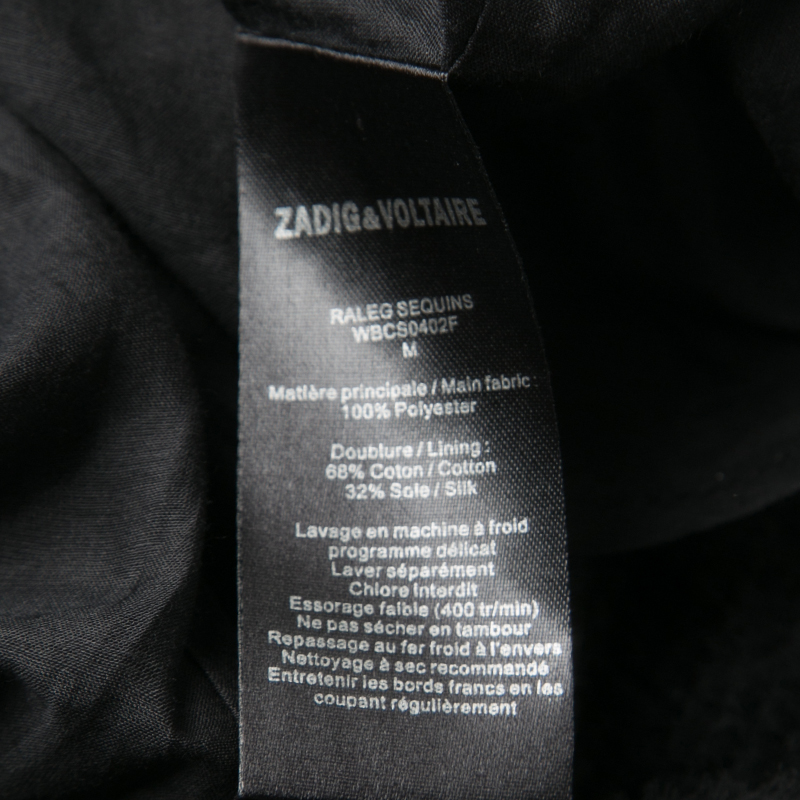 ZADIG&VOLTAIRE
RALEG SEQUINS
WBCS0402F
M
Matière principale / Main fabric :
100% Polyester
Doublure / Lining :
68% Coton / Cotton
32% Soie / Silk
Lavage en machine à froid
programme délicat
Laver séparément
Chlore interdit
Essorage faible (400 tr/min)
Ne pas sécher en tambour
Repassage au fer froid à l'envers
Nettoyage à sec recommandé
Entretenir les bords francs en les
coupant régulièrement